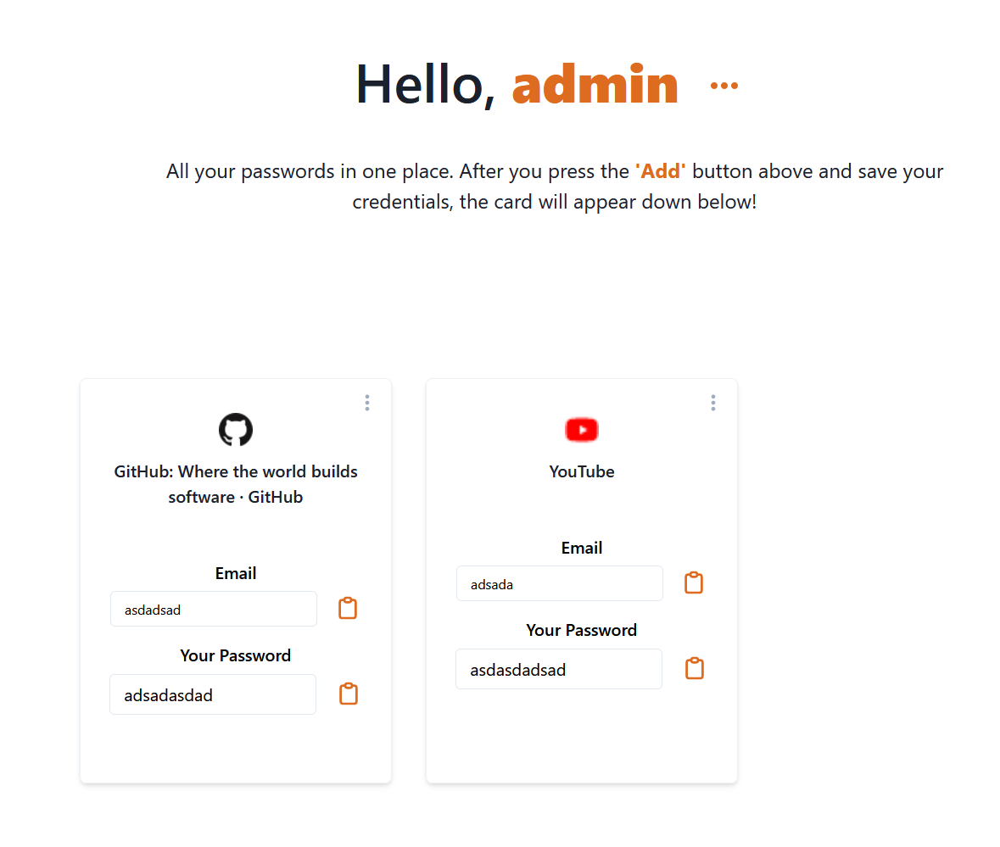 Hello, admin
All your passwords in one place. After you press the 'Add' button above and save your
credentials, the card will appear down below!
GitHub: Where the world builds
software · GitHub
Email
asdadsad
Your Password
adsadasdad
YouTube
Email
adsada
Your Password
asdasdadsad